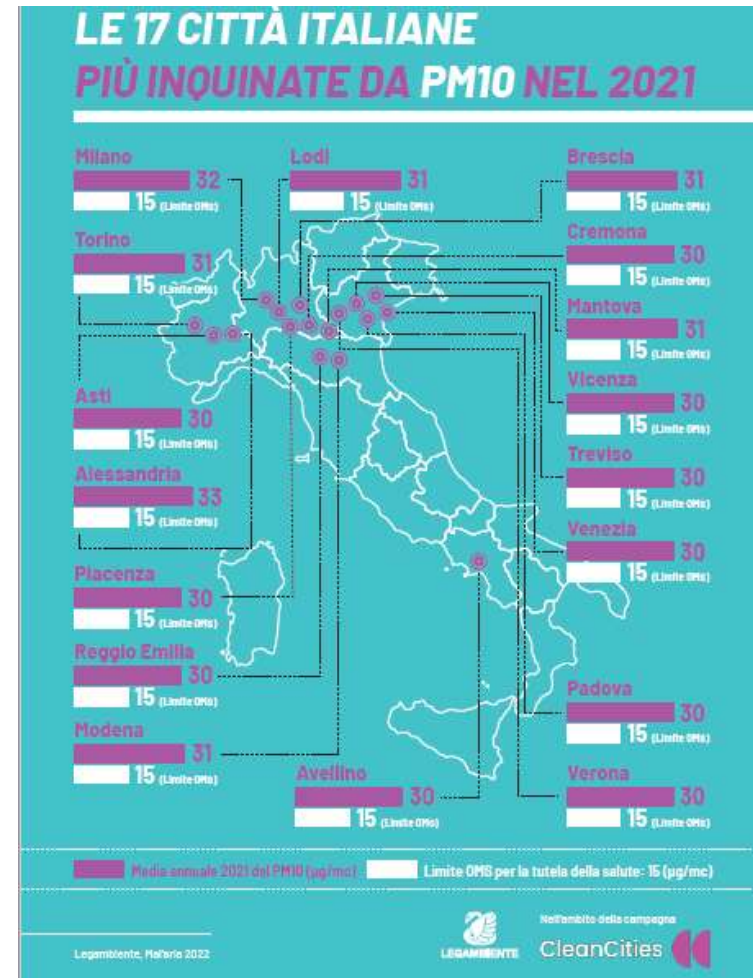 LE 17 CITTÀ ITALIANE
PIÙ INQUINATE DA PM10 NEL 2021
Milano
32
15 (Limite OMS)
Lodi
31
15 (Limite OMS)
Brescia
31
15 (Limite OMS)
Torino
31
15 (Limite OMS)
Cremona
30
15 (Limite OMS)
Mantova
31
15 (Limite OMS)
Asti
30
15 (Limite OMS)
Vicenza
30
15 (Limite OMS)
Alessandria
33
15 (Limite OMS)
Treviso
30
15 (Limite OMS)
Venezia
30
15 (Limite OMS)
Piacenza
30
15 (Limite OMS)
Reggio Emilia
30
15 (Limite OMS)
Padova
30
15 (Limite OMS)
Modena
31
15 (Limite OMS)
Avellino
30
15 (Limite OMS)
Verona
30
15 (Limite OMS)
Media annuale 2021 del PM10 (µg/mc)
Limite OMS per la tutela della salute: 15 (µg/mc)
Legambiente, Mal'aria 2022
LEGAMBIENTE
Nell'ambito della campagna
CleanCities